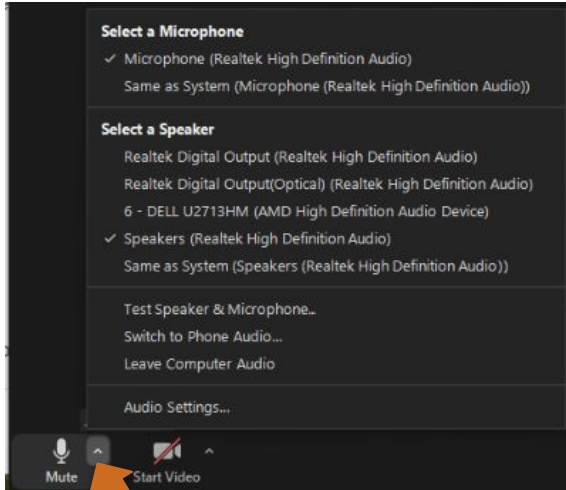 Select a Microphone
Microphone (Realtek High Definition Audio)
Same as System (Microphone (Realtek High Definition Audio))
Select a Speaker
Realtek Digital Output (Realtek High Definition Audio)
Realtek Digital Output(Optical) (Realtek High Definition Audio)
6 - DELL U2713HM (AMD High Definition Audio Device)
Speakers (Realtek High Definition Audio)
Same as System (Speakers (Realtek High Definition Audio))
Test Speaker & Microphone...
Switch to Phone Audio...
Leave Computer Audio
Audio Settings...
Mute Start Video